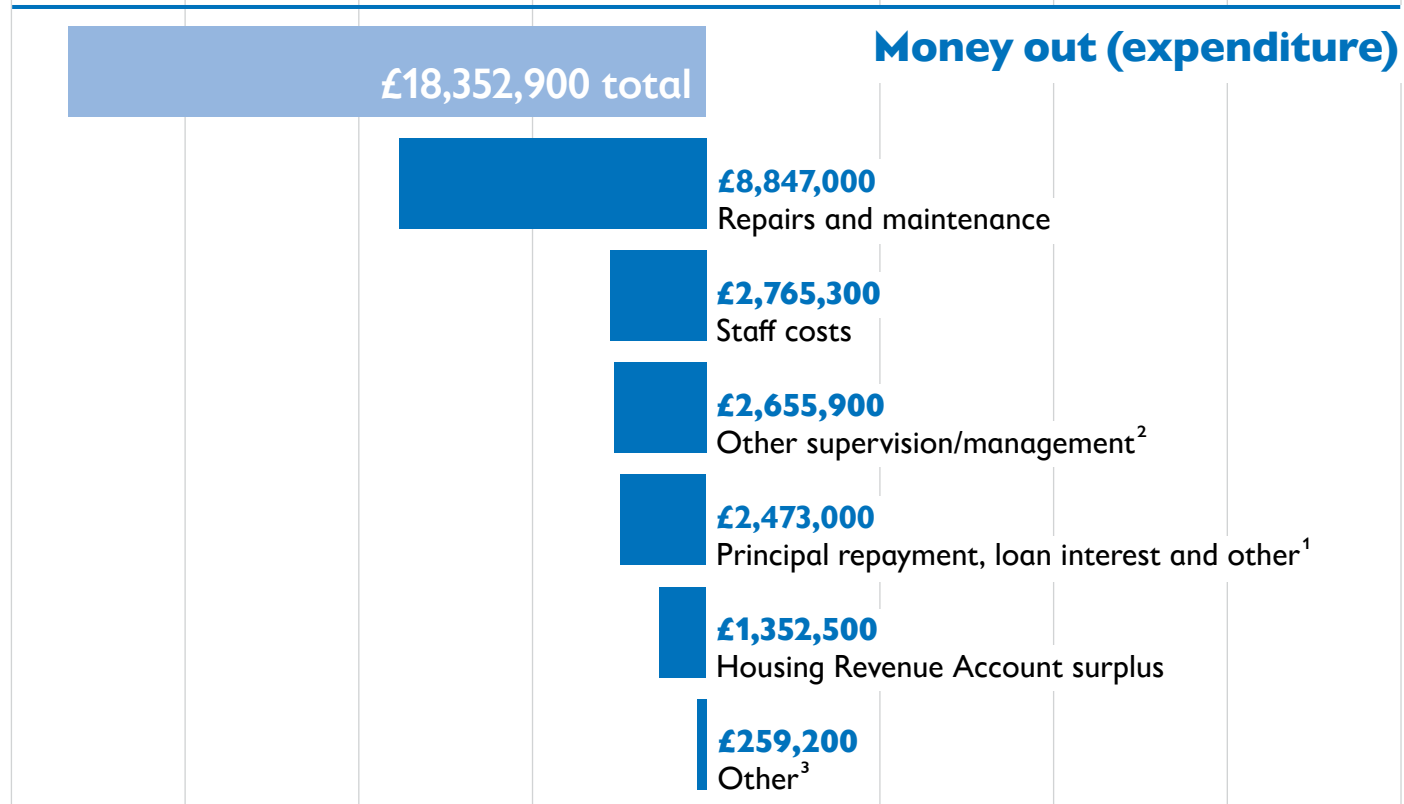 Money out (expenditure)
£18,352,900 total
£8,847,000
Repairs and maintenance
£2,765,300
Staff costs
£2,655,900
Other supervision/management²
£2,473,000
Principal repayment, loan interest and other¹
£1,352,500
Housing Revenue Account surplus
£259,200
Other³